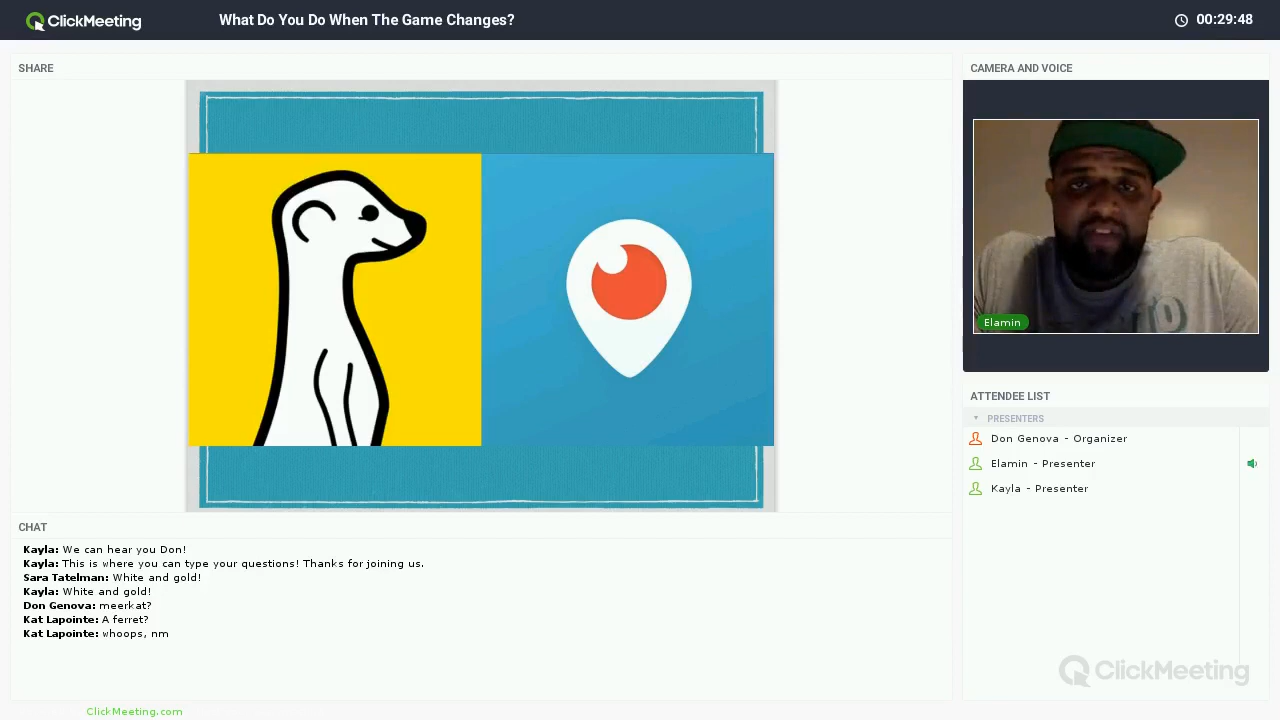 ClickMeeting
What Do You Do When The Game Changes?
00:29:48
SHARE
CAMERA AND VOICE
Elamin
ATTENDEE LIST
PRESENTERS
Don Genova - Organizer
Elamin - Presenter
Kayla - Presenter
CHAT
Kayla: We can hear you Don!
Kayla: This is where you can type your questions! Thanks for joining us.
Sara Tatelman: White and gold!
Kayla: White and gold!
Don Genova: meerkat?
Kat Lapointe: A ferret?
Kat Lapointe: whoops, nm
ClickMeeting
ClickMeeting.com